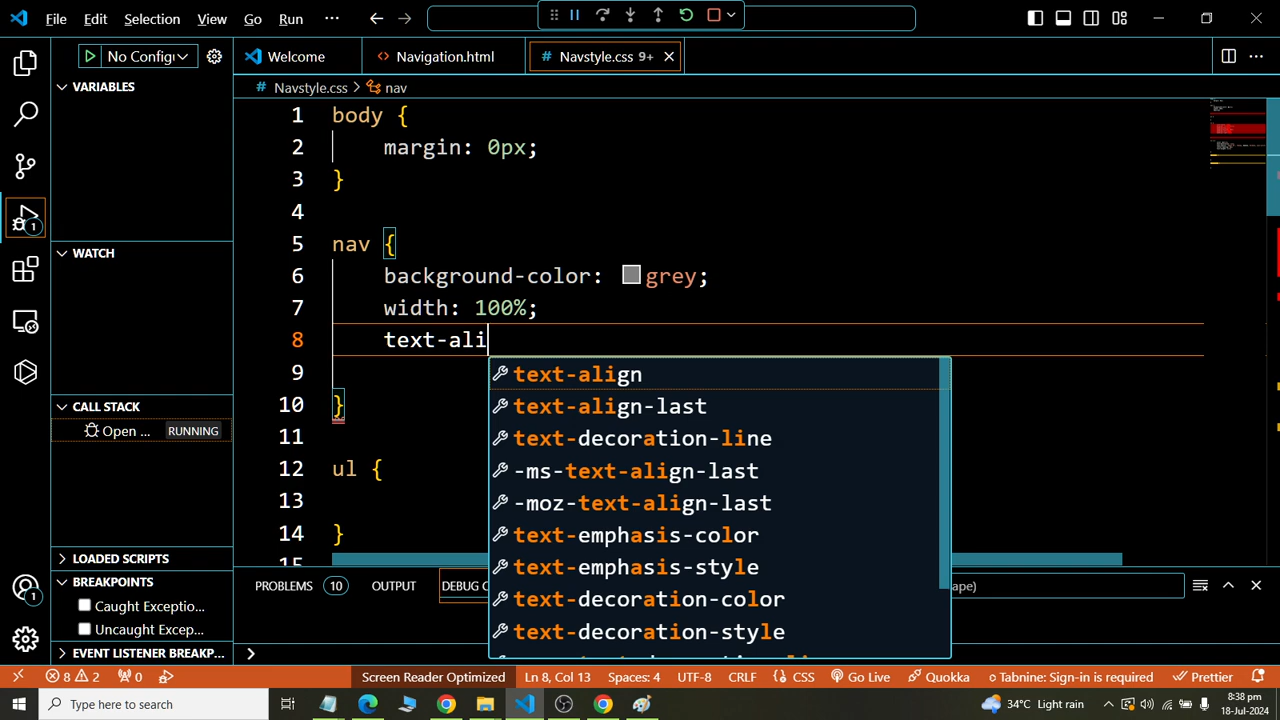 File Edit Selection View Go Run ···
No Configu Welcome Navigation.html # Navstyle.css 9+
VARIABLES
# Navstyle.css > nav
1 body {
2 margin: 0px;
3 }
4
5 nav {
6 background-color: grey;
7 width: 100%;
8 text-ali
9
10 }
11
12 ul {
13
14 }
15
text-align
text-align-last
text-decoration-line
-ms-text-align-last
-moz-text-align-last
text-emphasis-color
text-emphasis-style
text-decoration-color
text-decoration-style
WATCH
CALL STACK
Open ... RUNNING
LOADED SCRIPTS
BREAKPOINTS
Caught Exceptio...
Uncaught Excep...
EVENT LISTENER BREAKP...
PROBLEMS 10 OUTPUT DEBUG C ape)
8 2 0 Screen Reader Optimized Ln 8, Col 13 Spaces: 4 UTF-8 CRLF {} CSS Go Live Quokka Tabnine: Sign-in is required Prettier
Type here to search 34°C Light rain 8:38 pm
18-Jul-2024